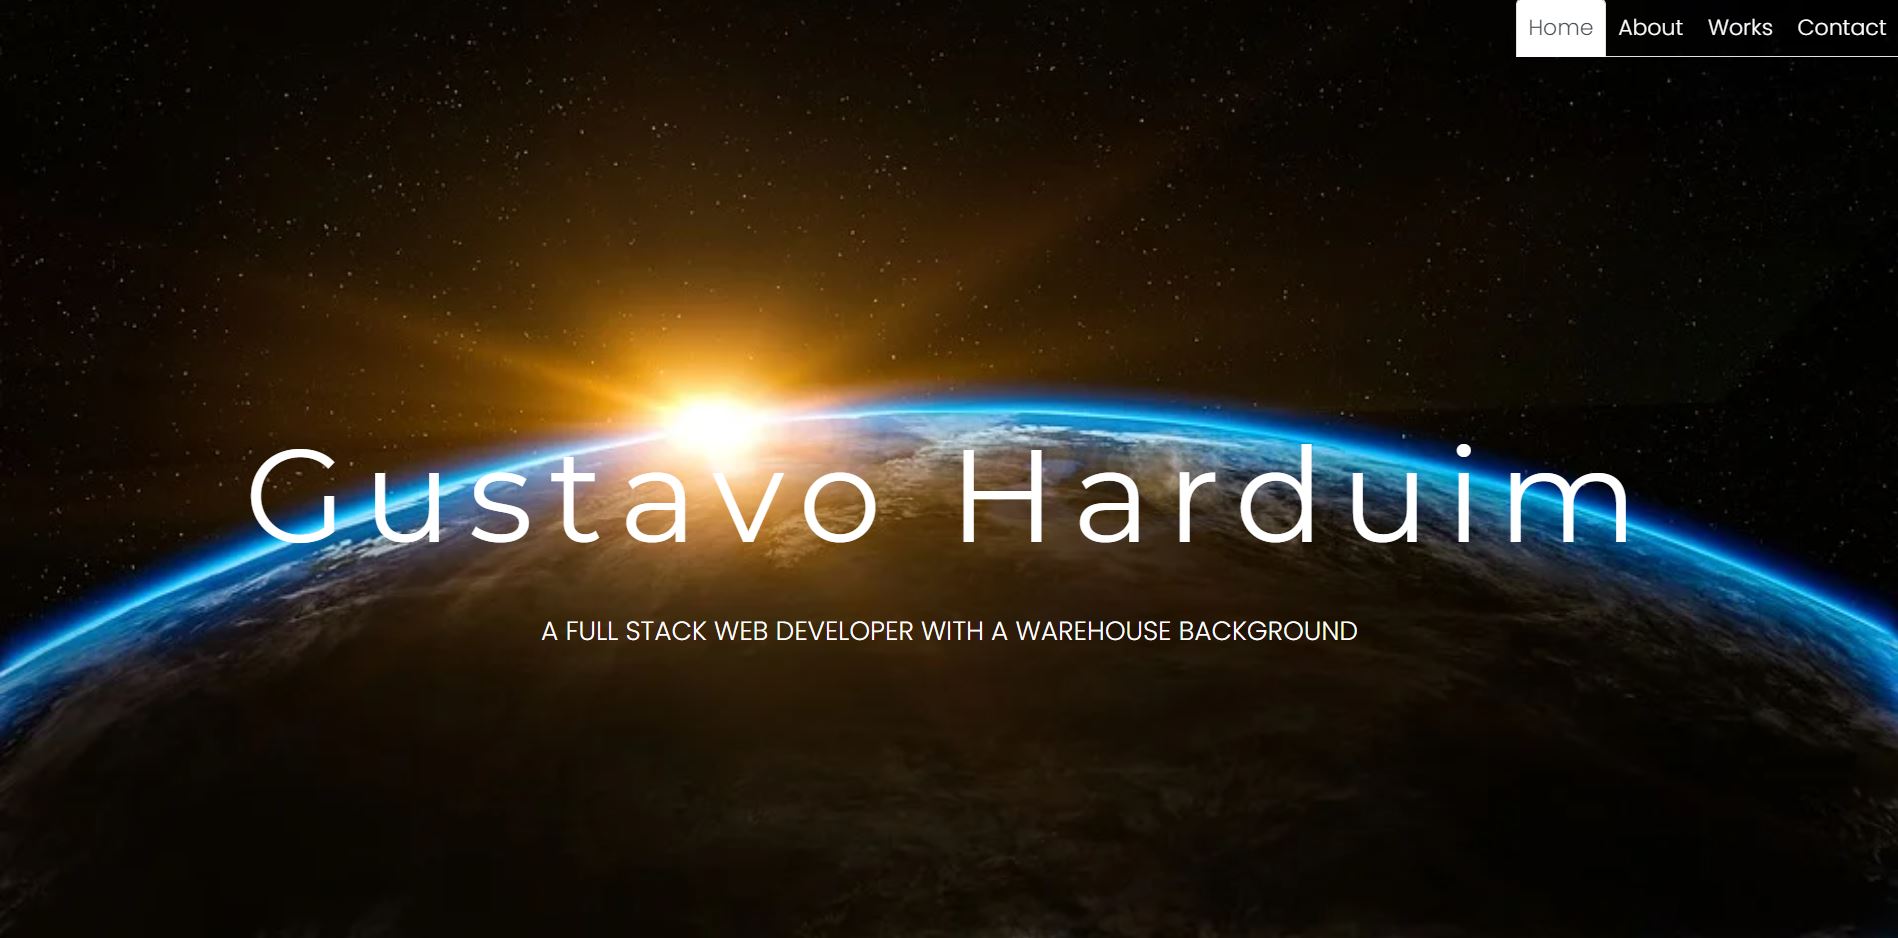 Home About Works Contact
Gustavo Harduim
A FULL STACK WEB DEVELOPER WITH A WAREHOUSE BACKGROUND